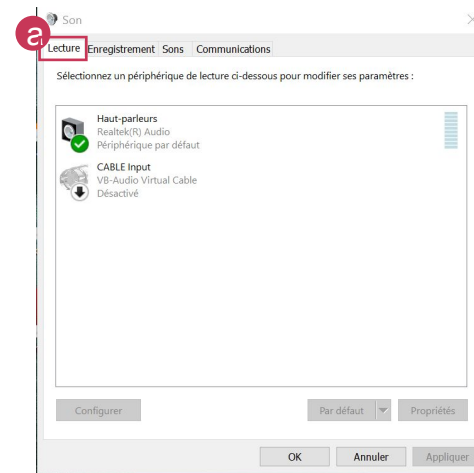 a
Son
Lecture Enregistrement Sons Communications
Sélectionnez un périphérique de lecture ci-dessous pour modifier ses paramètres :
Haut-parleurs
Realtek(R) Audio
Périphérique par défaut
CABLE Input
VB-Audio Virtual Cable
Désactivé
Configurer Par défaut Propriétés
OK Annuler Appliquer